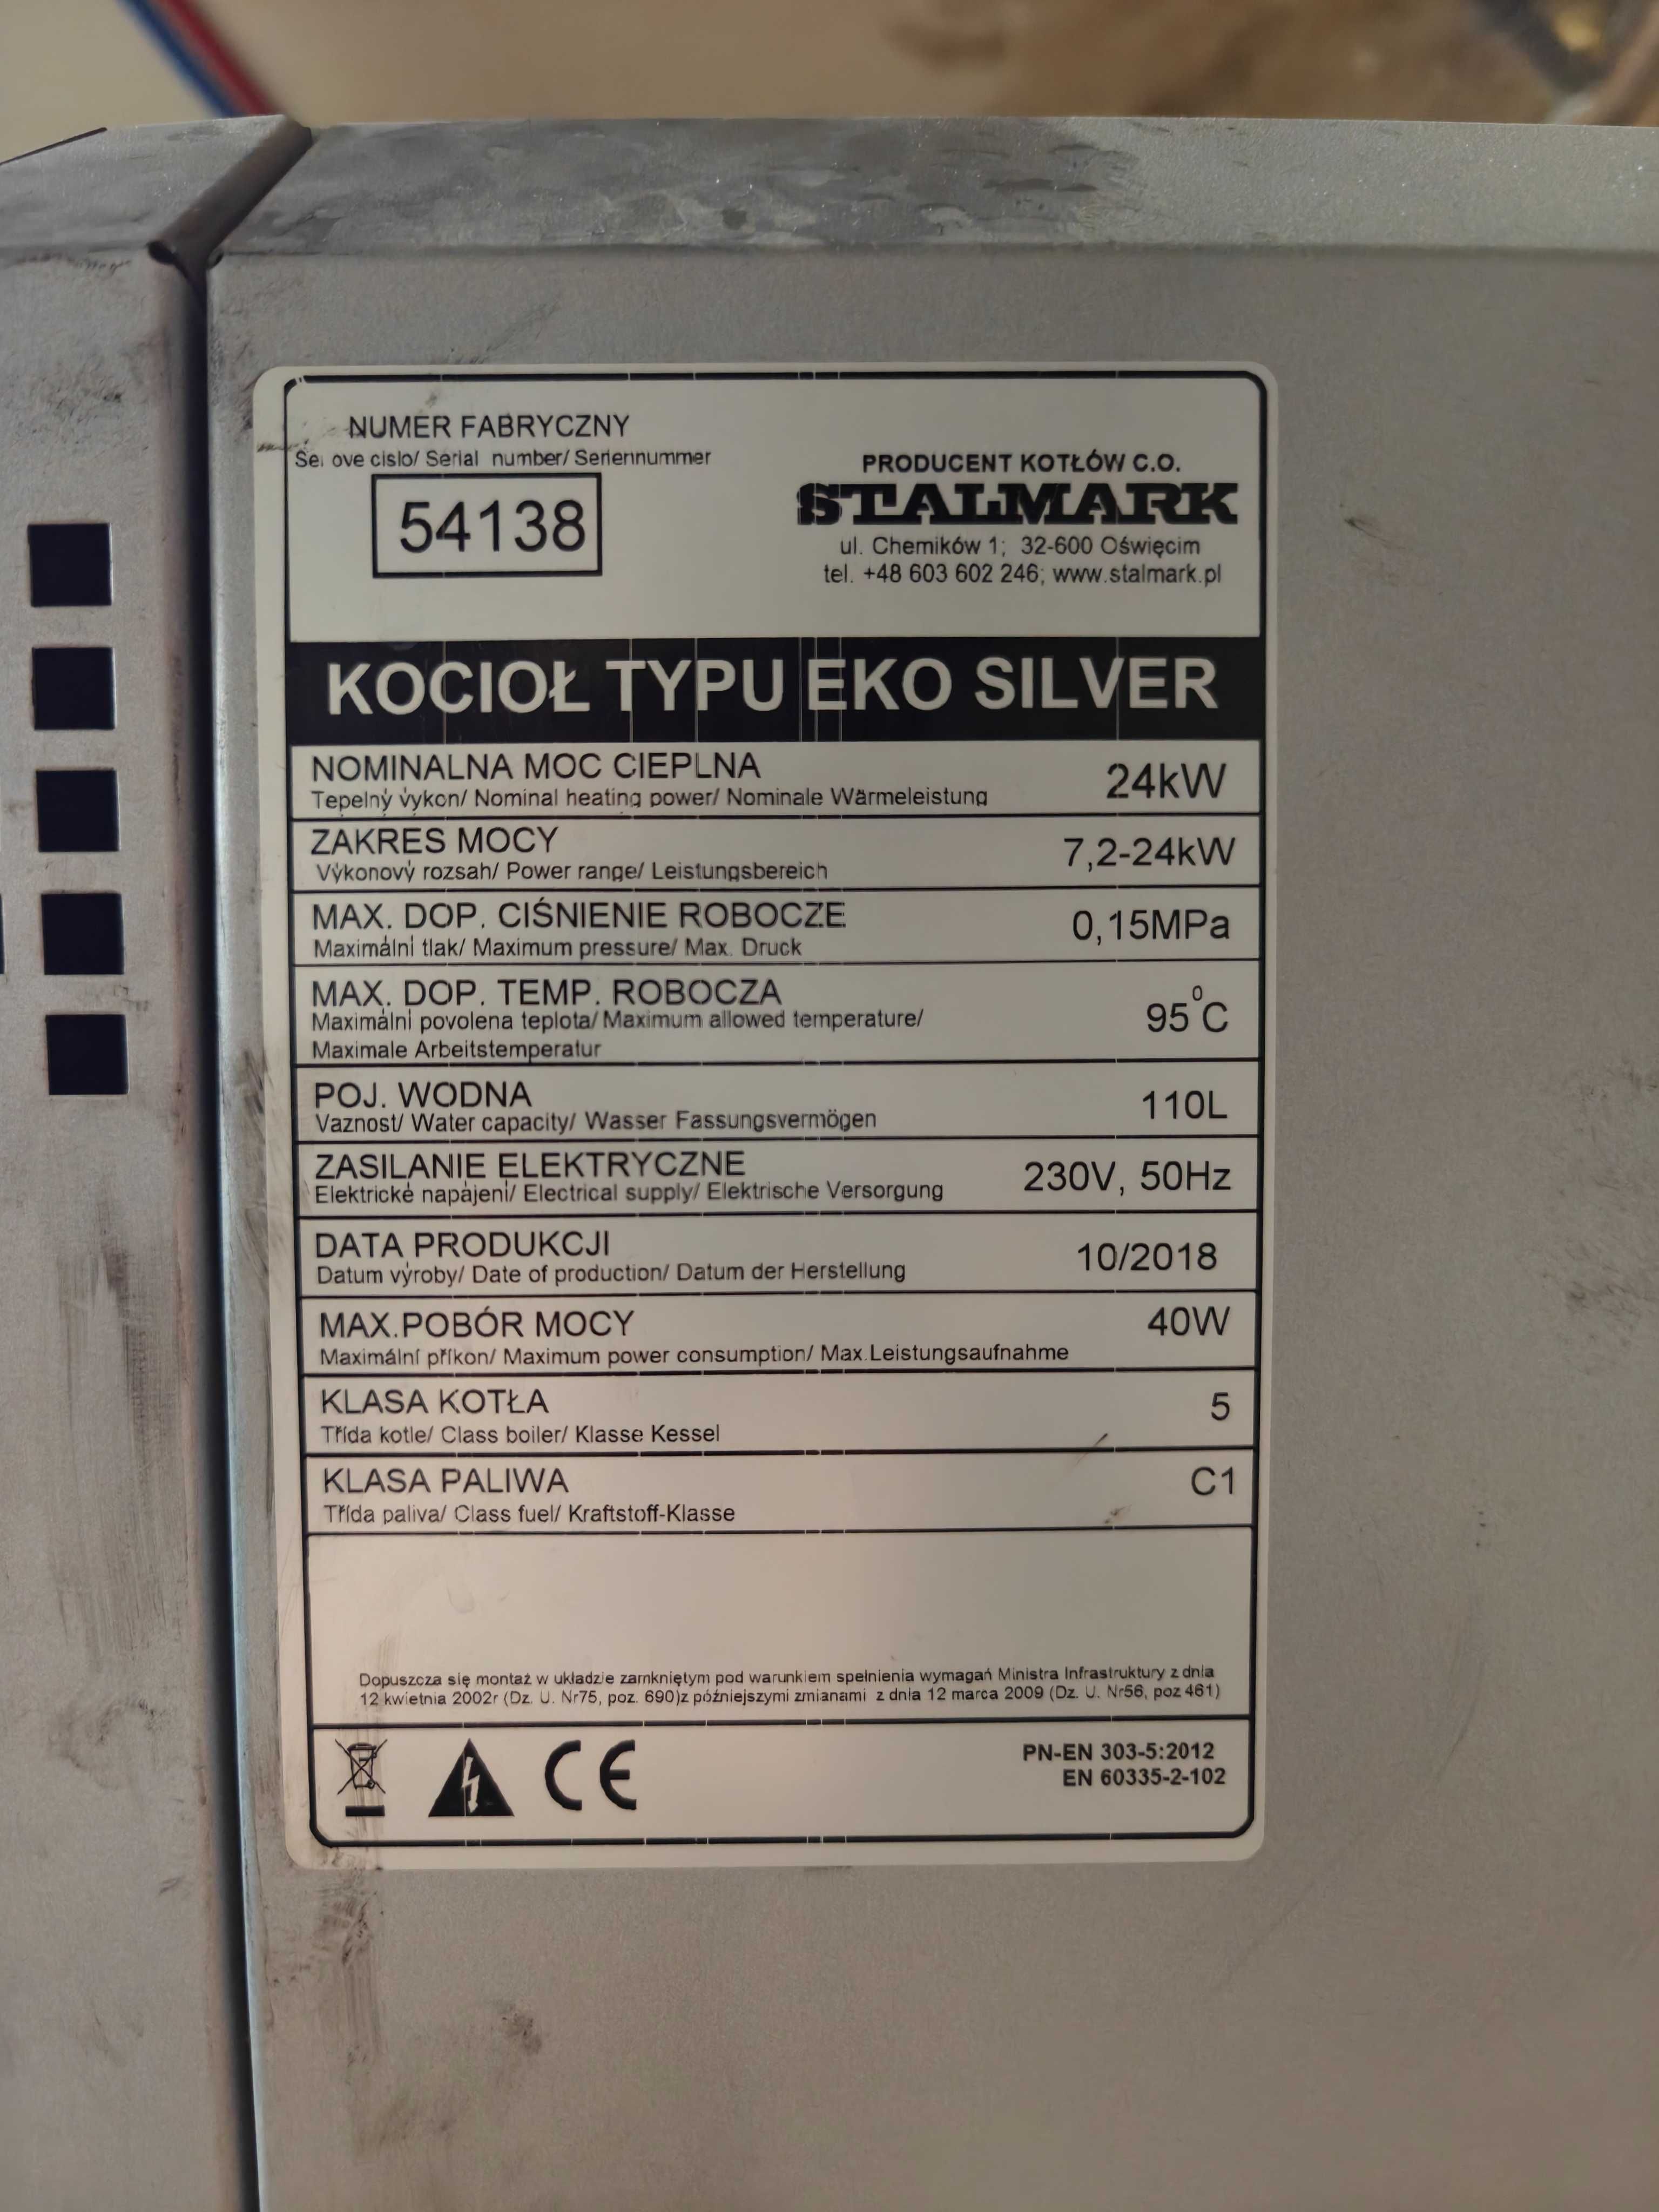 NUMER FABRYCZNY
ove cislo/ Serial number/ Seriennummer
54138
PRODUCENT KOTŁÓW C.O.
STALMARK
ul. Chemików 1; 32-600 Oświęcim
tel. +48 603 602 246; www.stalmark.pl
KOCIOŁ TYPU EKO SILVER
NOMINALNA MOC CIEPLNA 24kW
Tepelný vykon/ Nominal heating power/ Nominale Wärmeleistung
ZAKRES MOCY 7,2-24kW
Výkonový rozsah/ Power range/ Leistungsbereich
MAX. DOP. CIŚNIENIE ROBOCZE 0,15MPa
Maximální tlak/ Maximum pressure/ Max. Druck
MAX. DOP. TEMP. ROBOCZA 95°C
Maximální povolena teplota/ Maximum allowed temperature/
Maximale Arbeitstemperatur
POJ. WODNA 110L
Vaznost/ Water capacity/ Wasser Fassungsvermögen
ZASILANIE ELEKTRYCZNE 230V, 50Hz
Elektrické napájení/ Electrical supply/ Elektrische Versorgung
DATA PRODUKCJI 10/2018
Datum výroby/ Date of production/ Datum der Herstellung
MAX.POBÓR MOCY 40W
Maximální příkon/ Maximum power consumption/ Max.Leistungsaufnahme
KLASA KOTŁA 5
Třída kotle/ Class boiler/ Klasse Kessel
KLASA PALIWA C1
Třída paliva/ Class fuel/ Kraftstoff-Klasse
Dopuszcza się montaż w układzie zamkniętym pod warunkiem spełnienia wymagań Ministra Infrastruktury z dnia
12 kwietnia 2002r (Dz. U. Nr75, poz. 690)z późniejszymi zmianami z dnia 12 marca 2009 (Dz. U. Nr56, poz 461)
CE
PN-EN 303-5:2012
EN 60335-2-102